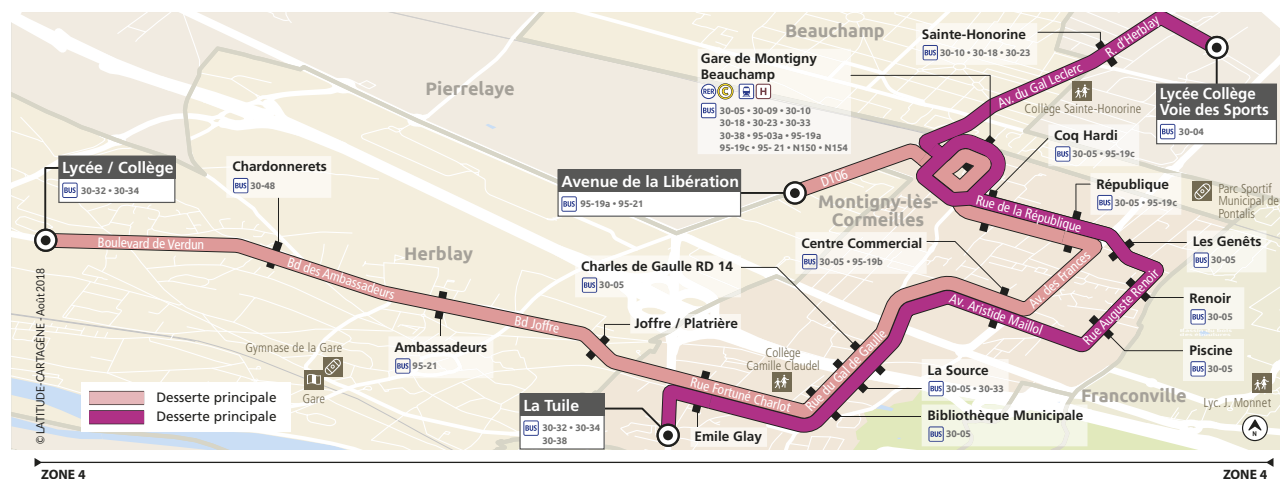 Beauchamp
Sainte-Honorine
BUS 30-10 • 30-18 • 30-23
R. d'Herblay
Av. du Gal Leclerc
Lycée Collège
Voie des Sports
BUS 30-04
Collège Sainte-Honorine
Gare de Montigny
Beauchamp
RER C H
BUS 30-05 • 30-09 • 30-10
30-18 • 30-23 • 30-33
30-38 • 95-03a • 95-19a
95-19c • 95- 21 • N150 • N154
Pierrelaye
Coq Hardi
BUS 30-05 • 95-19c
Lycée / Collège
BUS 30-32 • 30-34
Chardonnerets
BUS 30-48
Avenue de la Libération
BUS 95-19a • 95-21
D106
Montigny-lès-
Cormeilles
Rue de la République
République
BUS 30-05 • 95-19c
Parc Sportif
Municipal de
Pontalis
Boulevard de Verdun
Bd des Ambassadeurs
Herblay
Centre Commercial
BUS 30-05 • 95-19b
Les Genêts
BUS 30-05
Charles de Gaulle RD 14
BUS 30-05
Av. des Frances
Av. Aristide Maillol
Rue Auguste Renoir
Renoir
BUS 30-05
Bd Joffre
Joffre / Platrière
Ambassadeurs
BUS 95-21
Piscine
BUS 30-05
Gymnase de la Gare
Gare
Collège
Camille Claudel
Rue du Gal de Gaulle
Rue Fortuné Charlot
La Source
BUS 30-05 • 30-33
Franconville
Lyc. J. Monnet
Desserte principale
Desserte principale
La Tuile
BUS 30-32 • 30-34
30-38
Emile Glay
Bibliothèque Municipale
BUS 30-05
N
© LATITUDE-CARTAGÈNE - Août 2018
ZONE 4
ZONE 4